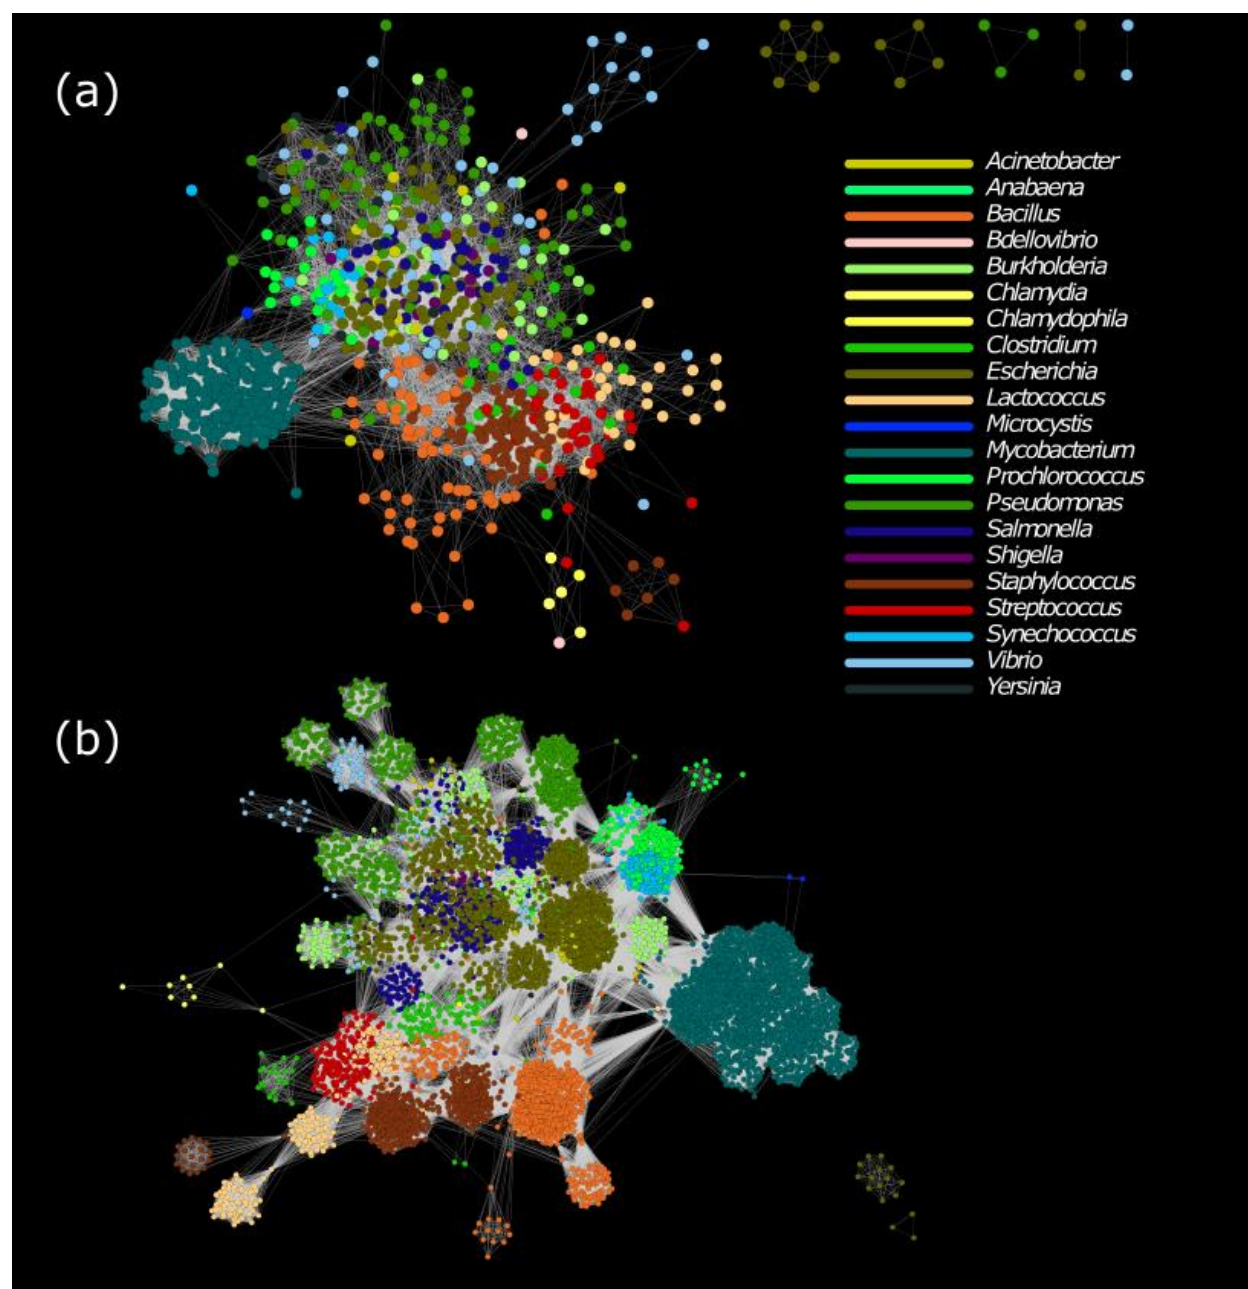 (a)
Acinetobacter
Anabaena
Bacillus
Bdellovibrio
Burkholderia
Chlamydia
Chlamydophila
Clostridium
Escherichia
Lactococcus
Microcystis
Mycobacterium
Prochlorococcus
Pseudomonas
Salmonella
Shigella
Staphylococcus
Streptococcus
Synechococcus
Vibrio
Yersinia
(b)